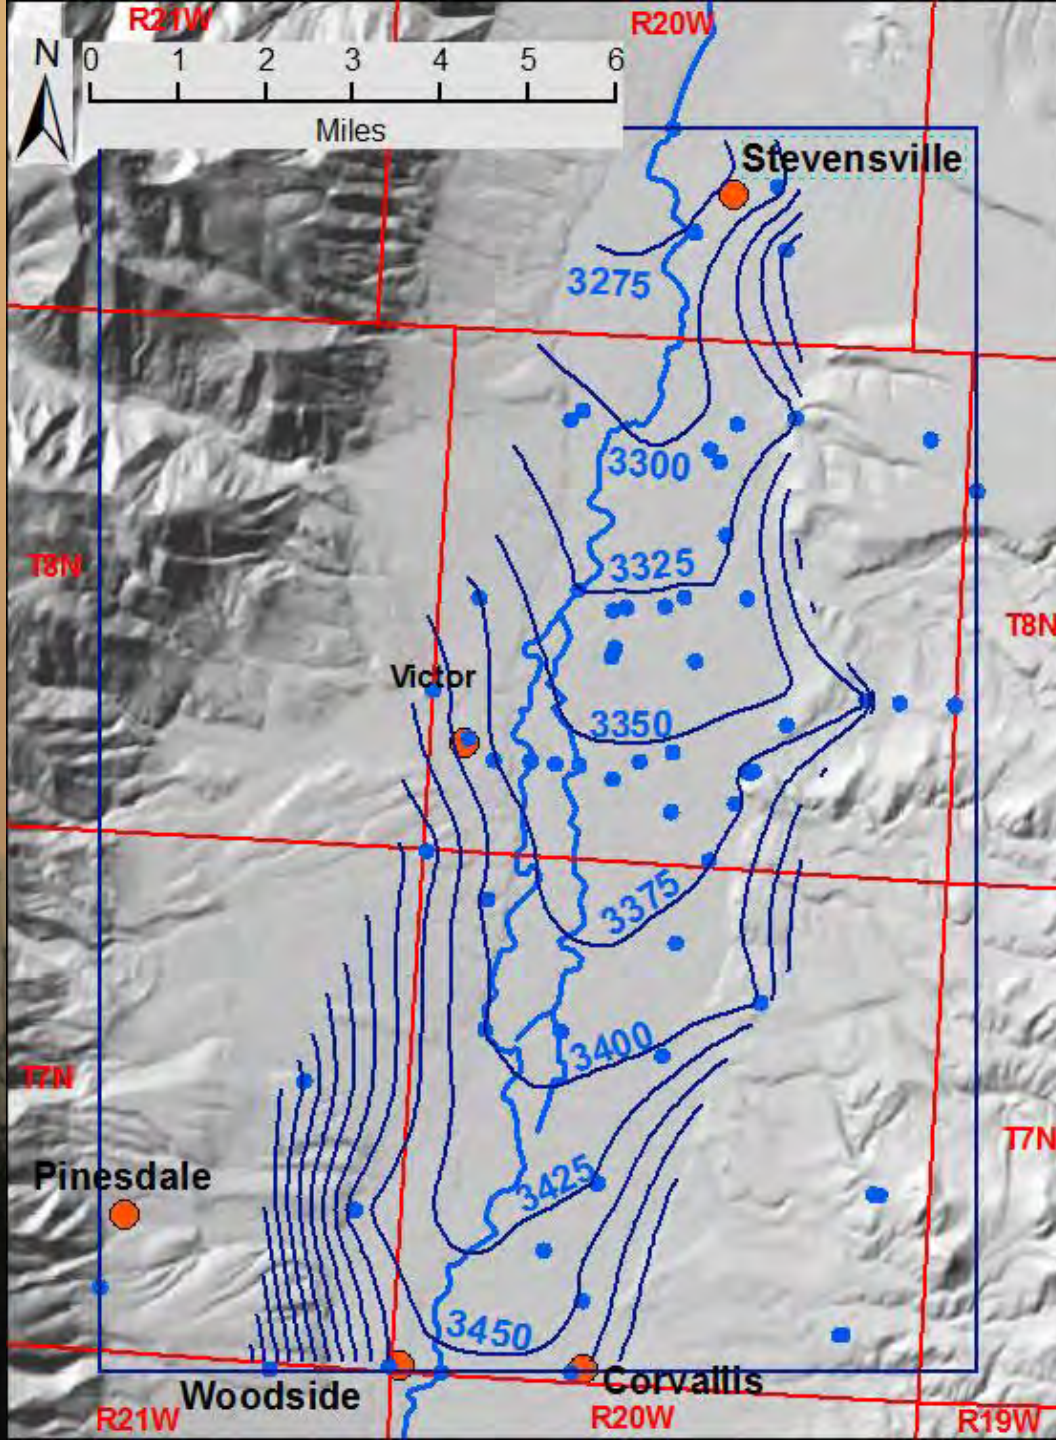 R21W
R20W
N
0 1 2 3 4 5 6
Miles
Stevensville
3275
3300
T8N
3325
T8N
Victor
3350
3375
3400
T7N
T7N
Pinesdale
3425
3450
Woodside
Corvallis
R21W
R20W
R19W